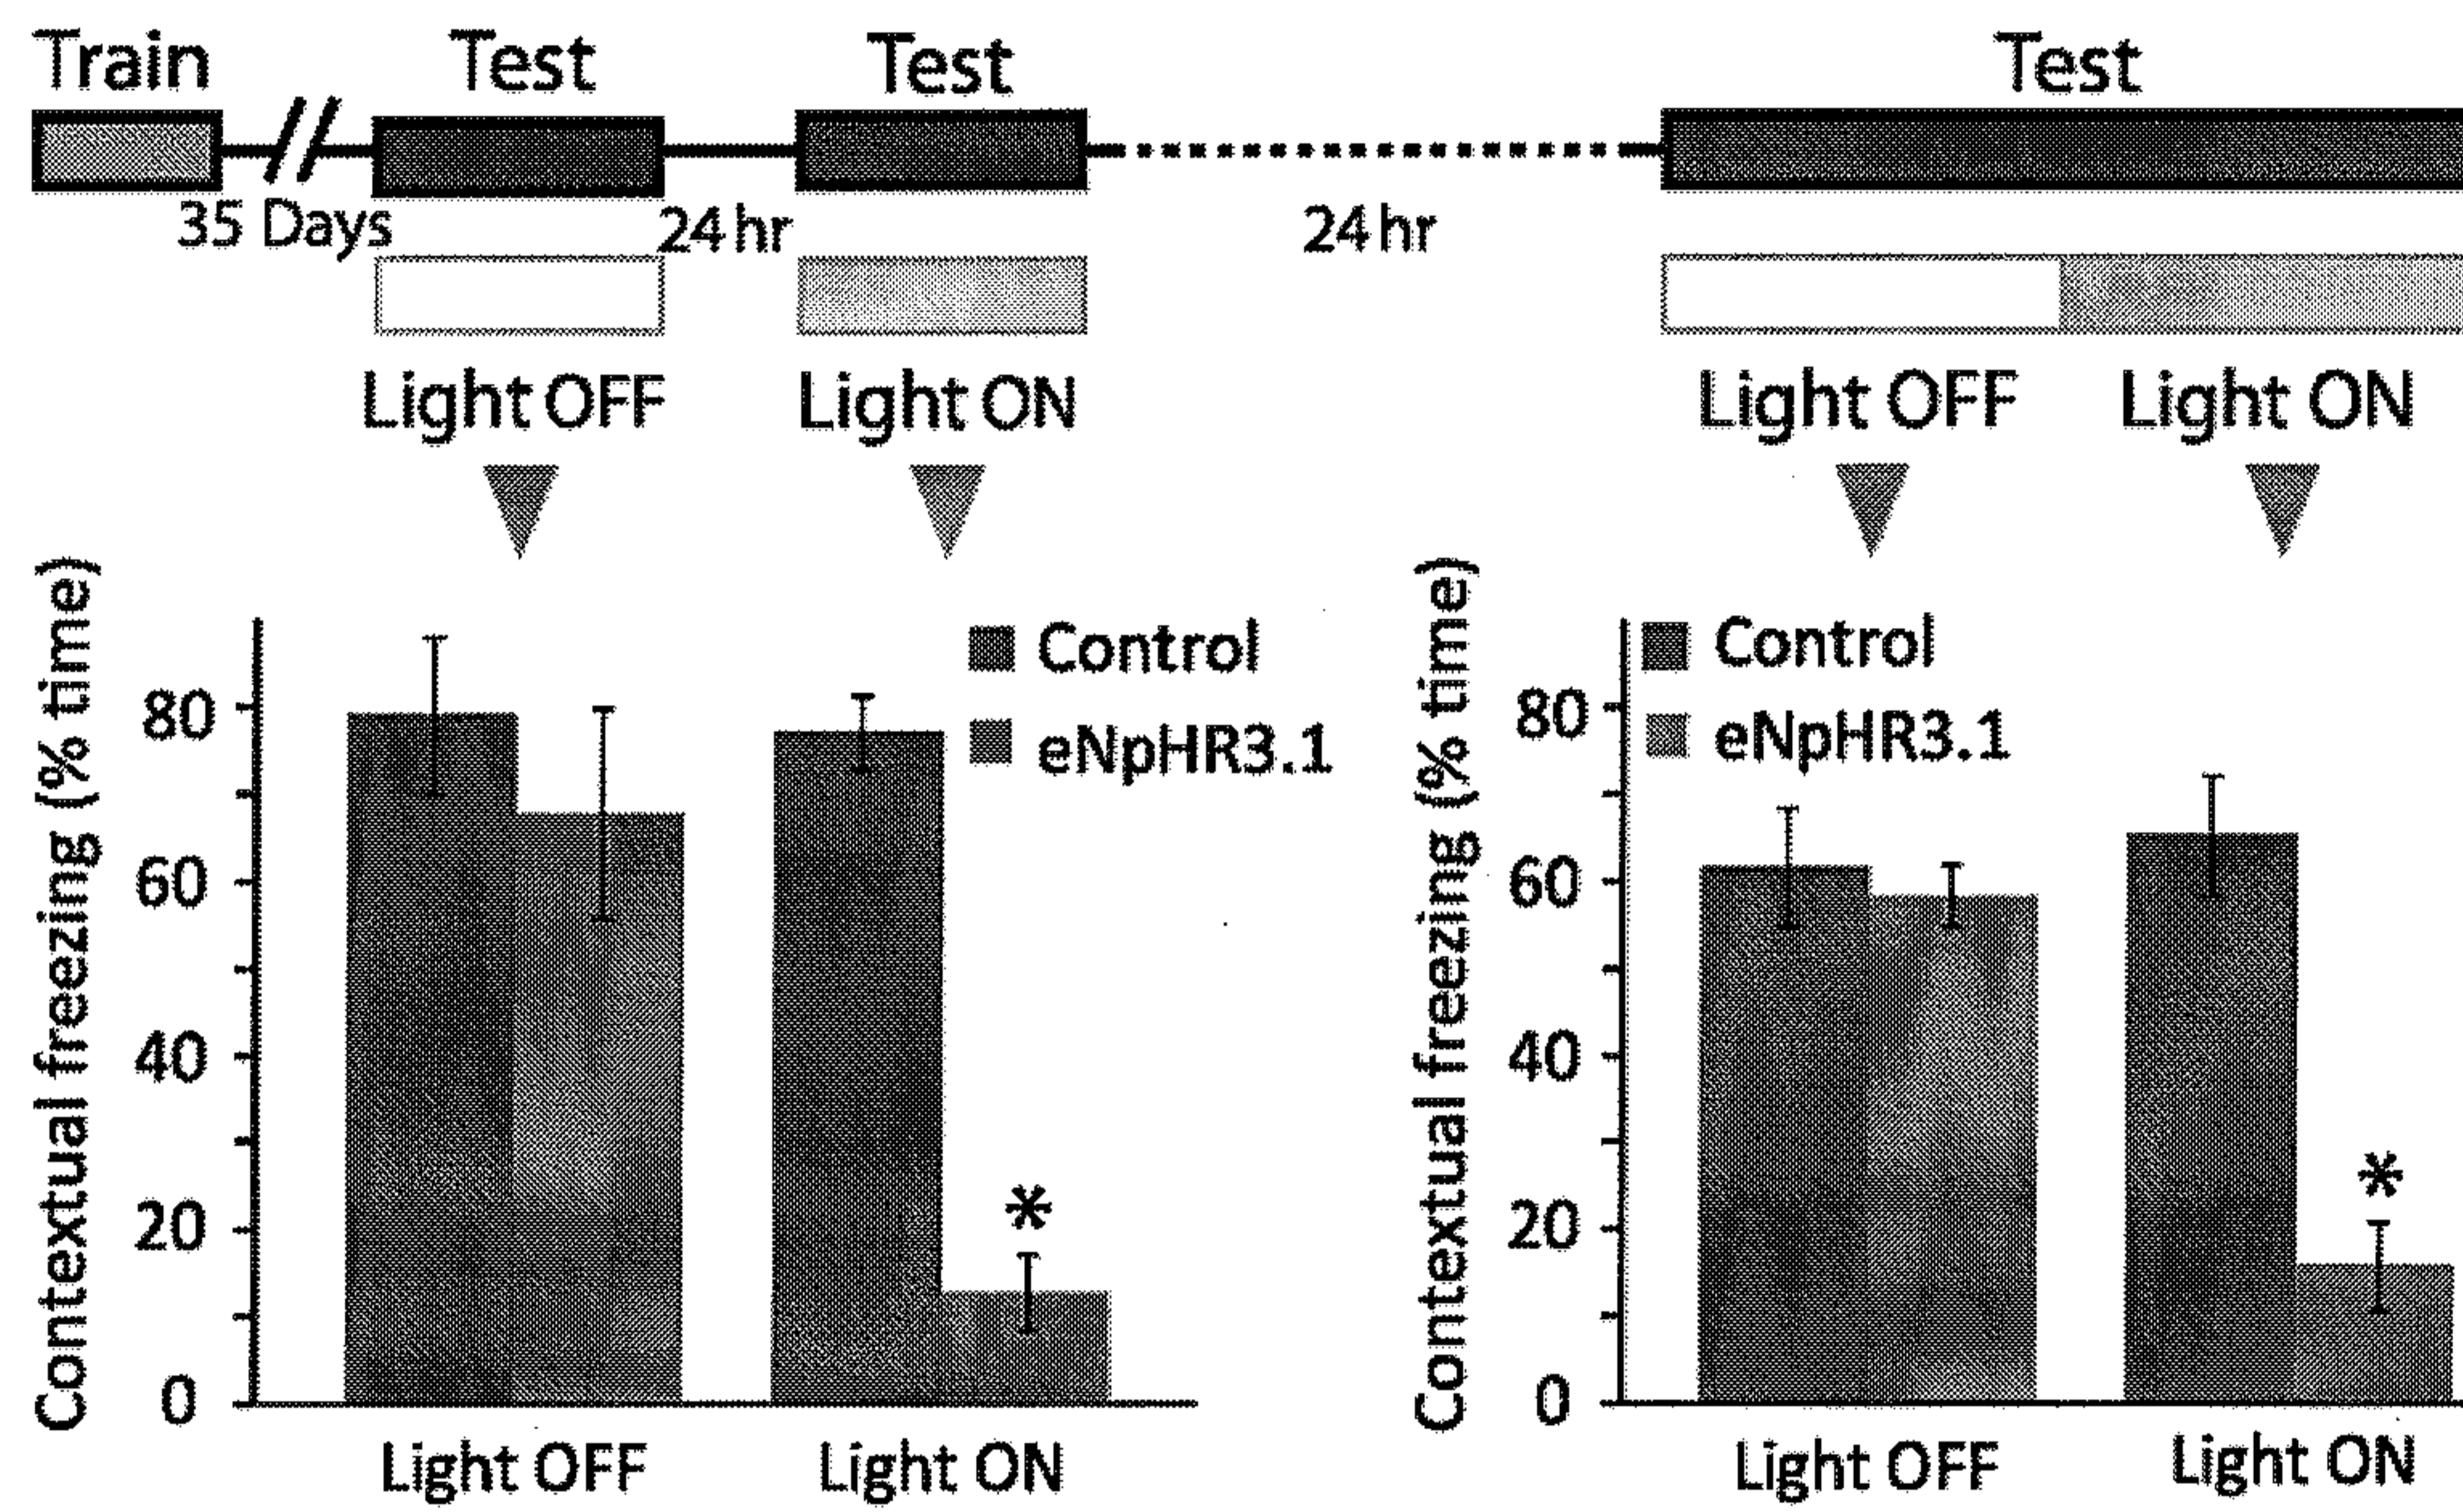 Train Test Test Test
35 Days 24 hr 24 hr
Light OFF Light ON Light OFF Light ON
Contextual freezing (% time)
80
60
40
20
0
Control
eNpHR3.1
*
Light OFF Light ON
Contextual freezing (% time)
80
60
40
20
0
Control
eNpHR3.1
*
Light OFF Light ON